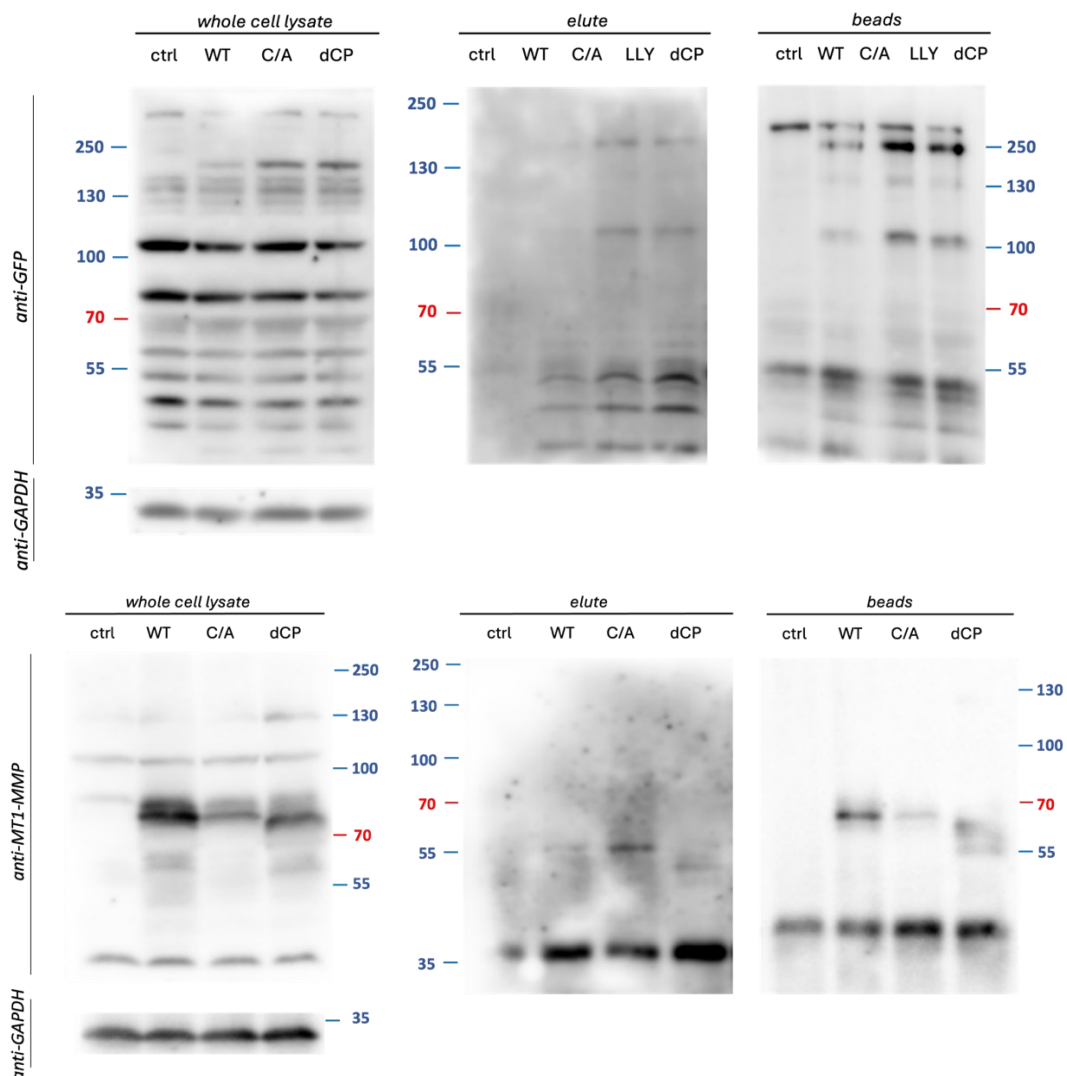 whole cell lysate
elute
beads
ctrl WT C/A dCP
ctrl WT C/A LLY dCP
ctrl WT C/A LLY dCP
250
130
100
70
55
35
250
130
100
70
55
250
130
100
70
55
anti-GFP
anti-GAPDH
whole cell lysate
elute
beads
ctrl WT C/A dCP
ctrl WT C/A dCP
ctrl WT C/A dCP
250
130
100
70
55
35
250
130
100
70
55
35
130
100
70
55
anti-MT1-MMP
anti-GAPDH